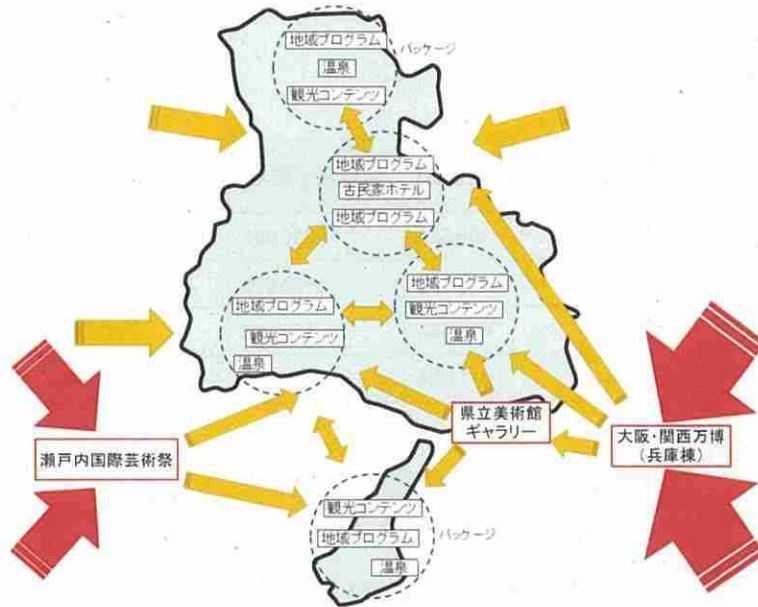 地域プログラム
パッケージ
温泉
観光コンテンツ
地域プログラム
古民家ホテル
地域プログラム
地域プログラム
観光コンテンツ
温泉
地域プログラム
観光コンテンツ
温泉
県立美術館
ギャラリー
大阪・関西万博
(兵庫棟)
瀬戸内国際芸術祭
観光コンテンツ
地域プログラム
パッケージ
温泉